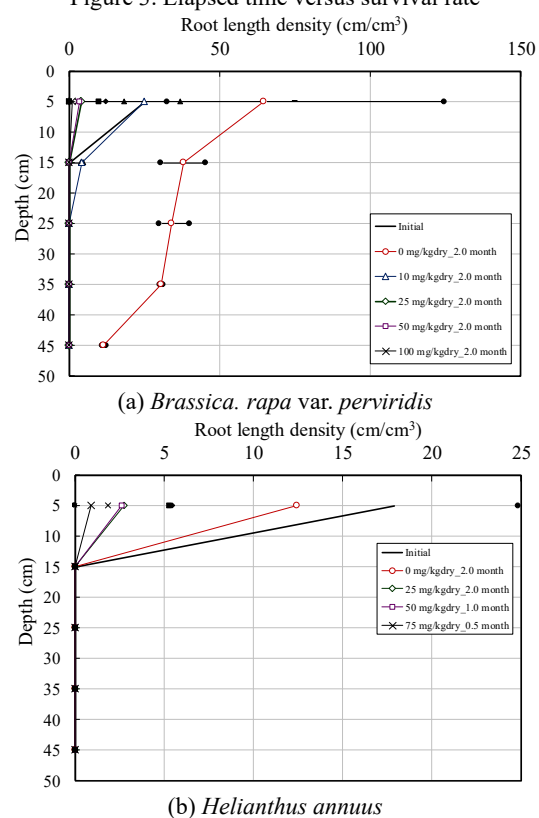 Figure 3. Elapsed time versus survival rate
Root length density (cm/cm³)
0 50 100 150
0
5
10
15
20
25
30
35
40
45
50
Depth (cm)
Initial
0 mg/kgdry_2.0 month
10 mg/kgdry_2.0 month
25 mg/kgdry_2.0 month
50 mg/kgdry_2.0 month
100 mg/kgdry_2.0 month
(a) Brassica. rapa var. perviridis
Root length density (cm/cm³)
0 5 10 15 20 25
0
5
10
15
20
25
30
35
40
45
50
Depth (cm)
Initial
0 mg/kgdry_2.0 month
25 mg/kgdry_2.0 month
50 mg/kgdry_1.0 month
75 mg/kgdry_0.5 month
(b) Helianthus annuus